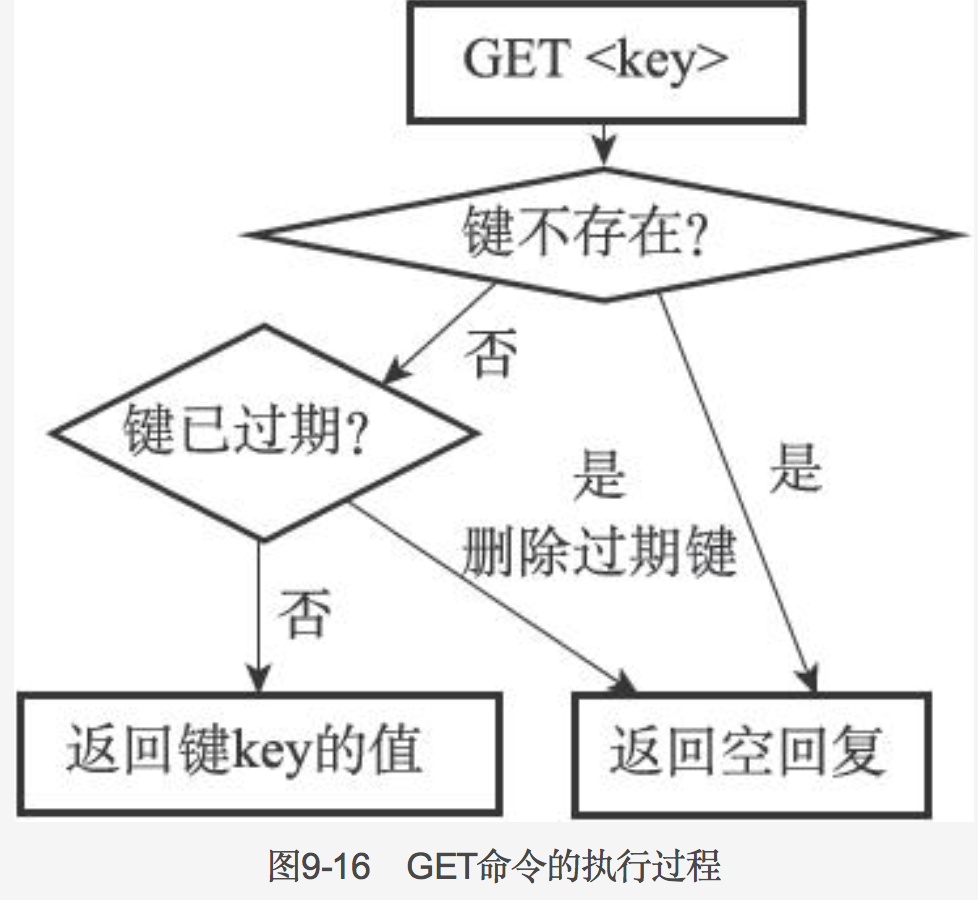 GET <key>
键不存在?
否
键已过期?
是
是
删除过期键
否
返回键key的值
返回空回复
图9-16 GET命令的执行过程